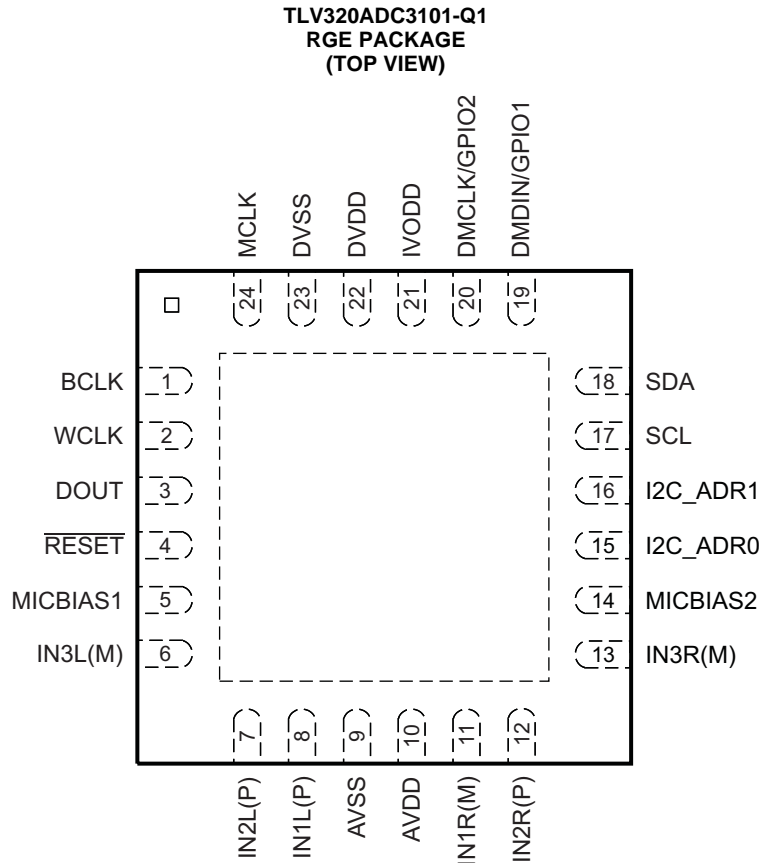 TLV320ADC3101-Q1
RGE PACKAGE
(TOP VIEW)
MCLK
DVSS
DVDD
IVODD
DMCLK/GPIO2
DMDIN/GPIO1
24
23
22
21
20
19
BCLK 1
WCLK 2
DOUT 3
RESET 4
MICBIAS1 5
IN3L(M) 6
18 SDA
17 SCL
16 I2C_ADR1
15 I2C_ADR0
14 MICBIAS2
13 IN3R(M)
7
8
9
10
11
12
IN2L(P)
IN1L(P)
AVSS
AVDD
IN1R(M)
IN2R(P)